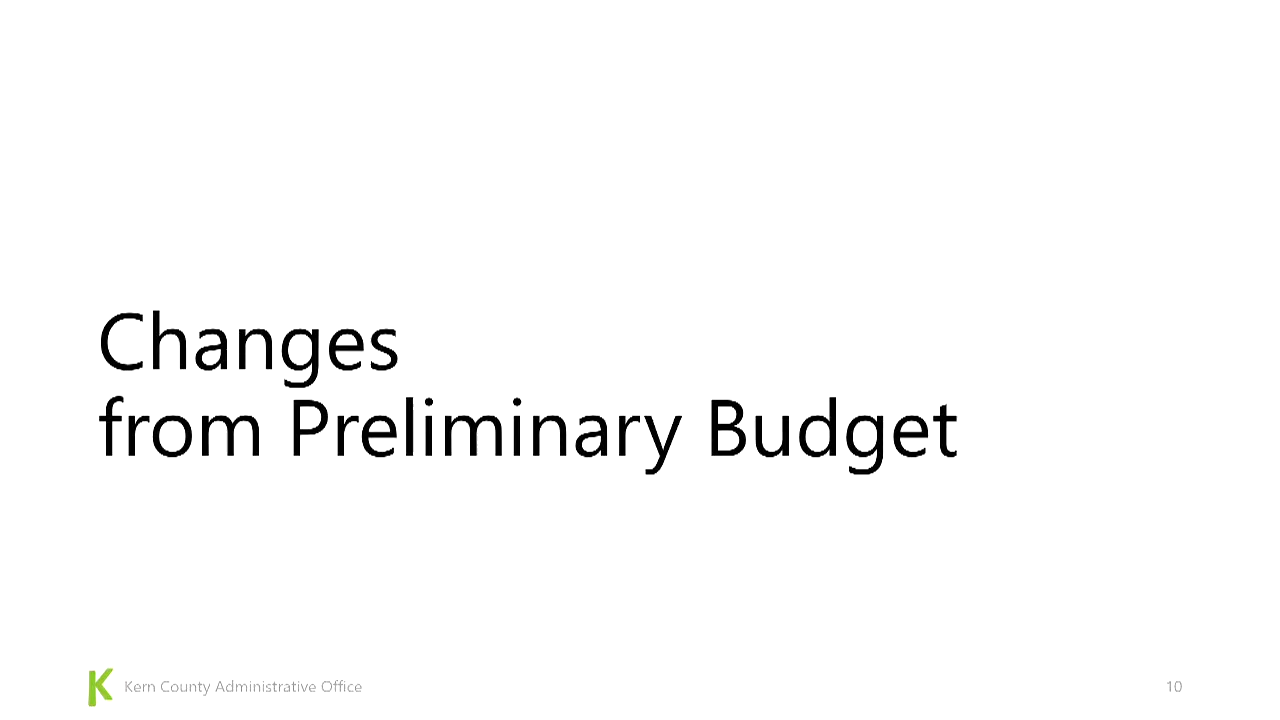 Changes
from Preliminary Budget
K Kern County Administrative Office 10